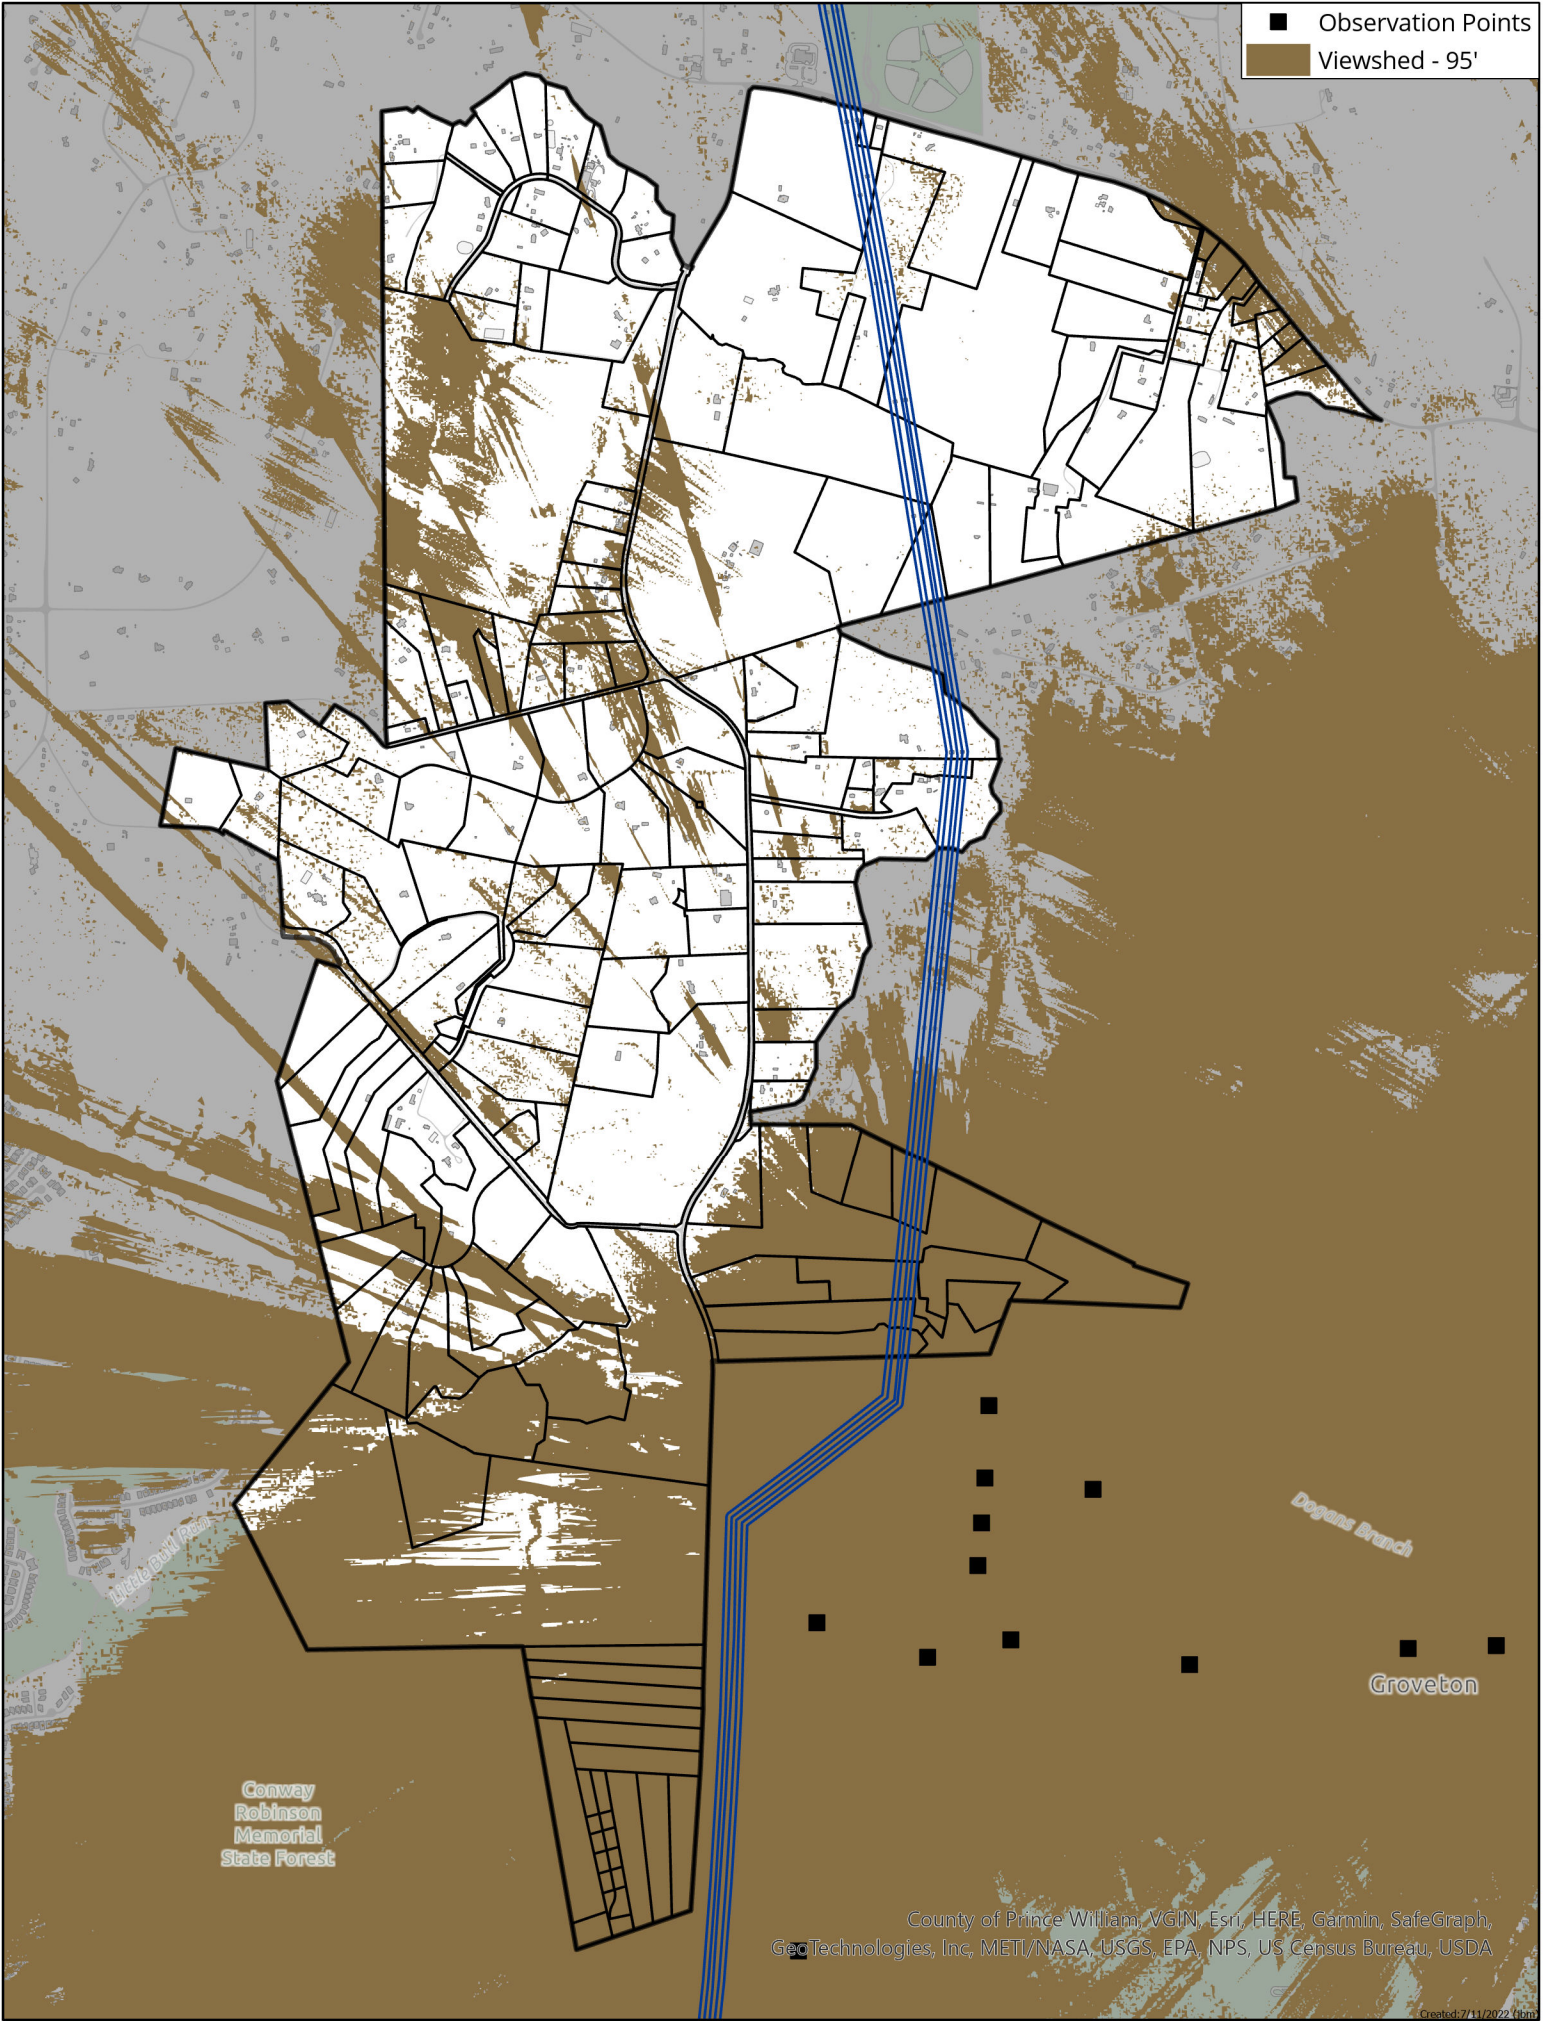 Observation Points
Viewshed - 95'
Dogans Branch
Little Bull Run
Groveton
Conway
Robinson
Memorial
State Forest
County of Prince William, VGIN, Esri, HERE, Garmin, SafeGraph,
GeoTechnologies, Inc, METI/NASA, USGS, EPA, NPS, US Census Bureau, USDA
Created:7/11/2022 (jbm)